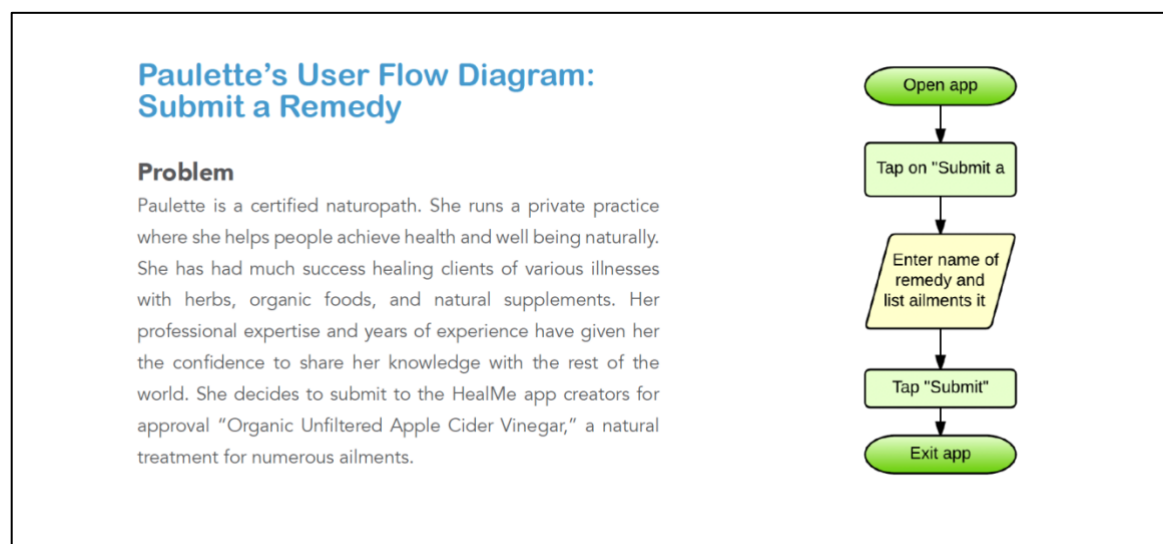 Paulette's User Flow Diagram:
Submit a Remedy
Problem
Paulette is a certified naturopath. She runs a private practice
where she helps people achieve health and well being naturally.
She has had much success healing clients of various illnesses
with herbs, organic foods, and natural supplements. Her
professional expertise and years of experience have given her
the confidence to share her knowledge with the rest of the
world. She decides to submit to the HealMe app creators for
approval “Organic Unfiltered Apple Cider Vinegar,” a natural
treatment for numerous ailments.
Open app
Tap on "Submit a
Enter name of
remedy and
list ailments it
Tap "Submit"
Exit app